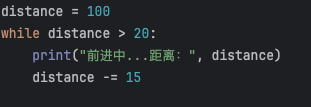 distance = 100
while distance > 20:
    print("前进中...距离：", distance)
    distance -= 15